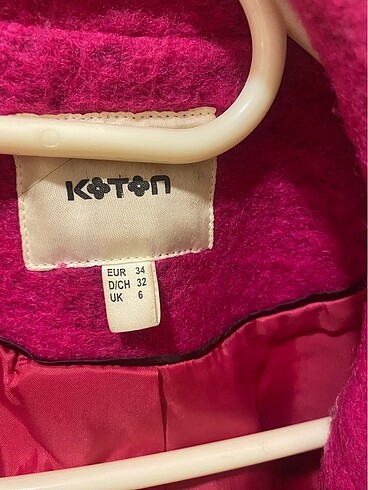 KOTON
EUR 34
D/CH 32
UK 6